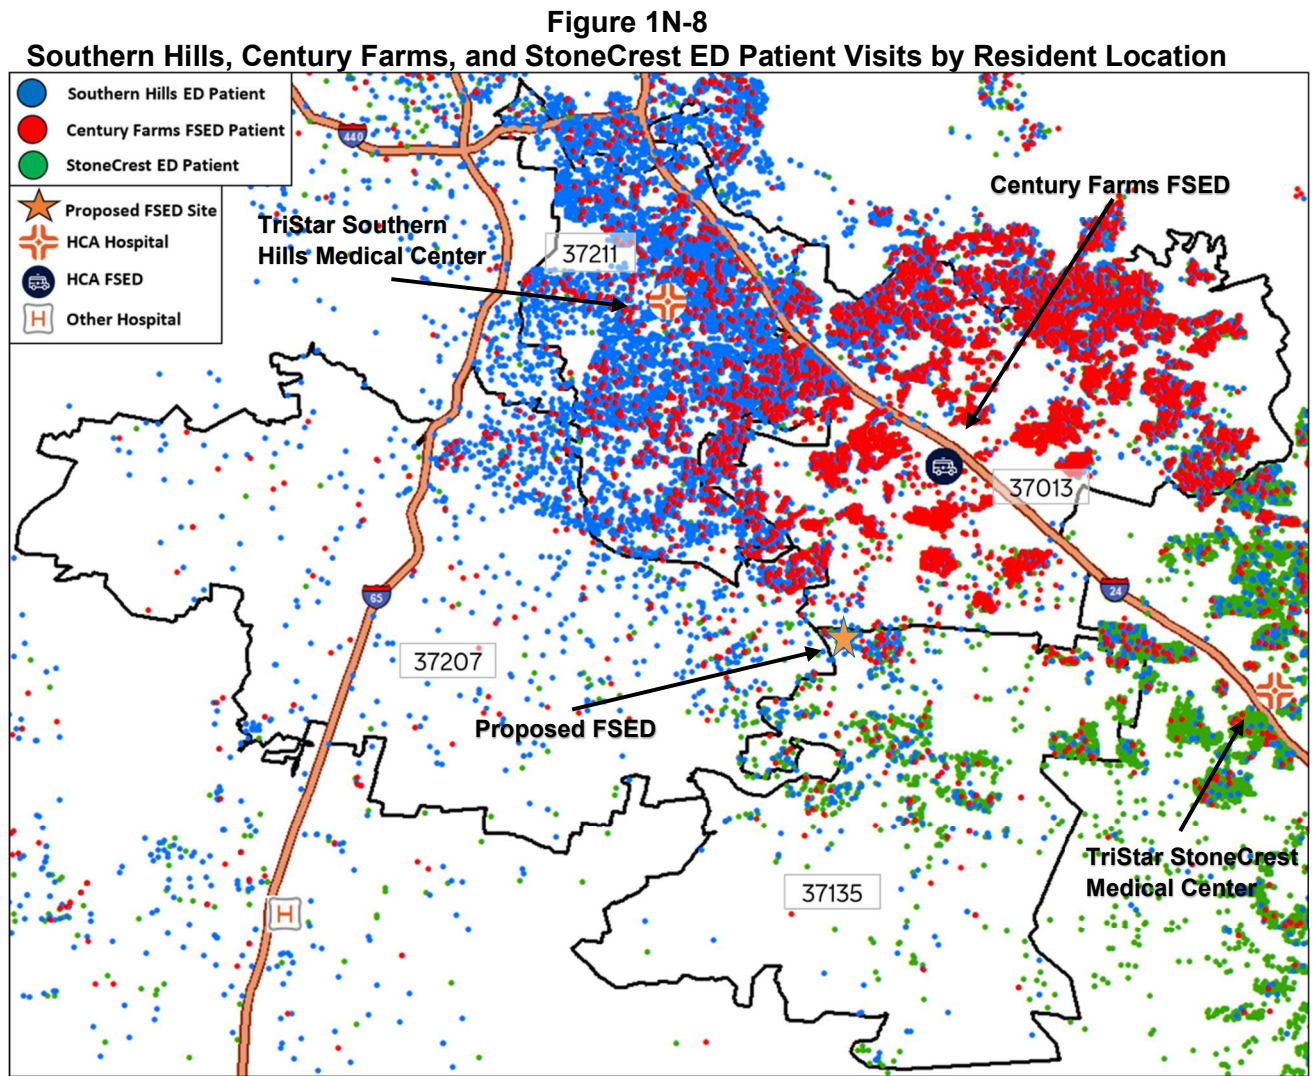 Figure 1N-8
Southern Hills, Century Farms, and StoneCrest ED Patient Visits by Resident Location
Southern Hills ED Patient
Century Farms FSED Patient
StoneCrest ED Patient
Proposed FSED Site
HCA Hospital
HCA FSED
H
Other Hospital
440
Century Farms FSED
TriStar Southern
Hills Medical Center
37211
37013
65
24
37207
Proposed FSED
TriStar StoneCrest
Medical Center
37135
H